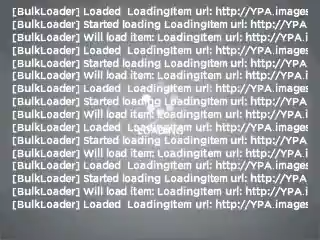 [BulkLoader] Loaded LoadingItem url: http://YPA.images
[BulkLoader] Started loading LoadingItem url: http://YPA
[BulkLoader] Will load item: LoadingItem url: http://YPA.i
[BulkLoader] Loaded LoadingItem url: http://YPA.images
[BulkLoader] Started loading LoadingItem url: http://YPA
[BulkLoader] Will load item: LoadingItem url: http://YPA.i
[BulkLoader] Loaded LoadingItem url: http://YPA.images
[BulkLoader] Started loading LoadingItem url: http://YPA
[BulkLoader] Will load item: LoadingItem url: http://YPA.i
[BulkLoader] Loaded LoadingItem url: http://YPA.images
LOADING
[BulkLoader] Started loading LoadingItem url: http://YPA
[BulkLoader] Will load item: LoadingItem url: http://YPA.i
[BulkLoader] Loaded LoadingItem url: http://YPA.images
[BulkLoader] Started loading LoadingItem url: http://YPA
[BulkLoader] Will load item: LoadingItem url: http://YPA.i
[BulkLoader] Loaded LoadingItem url: http://YPA.images